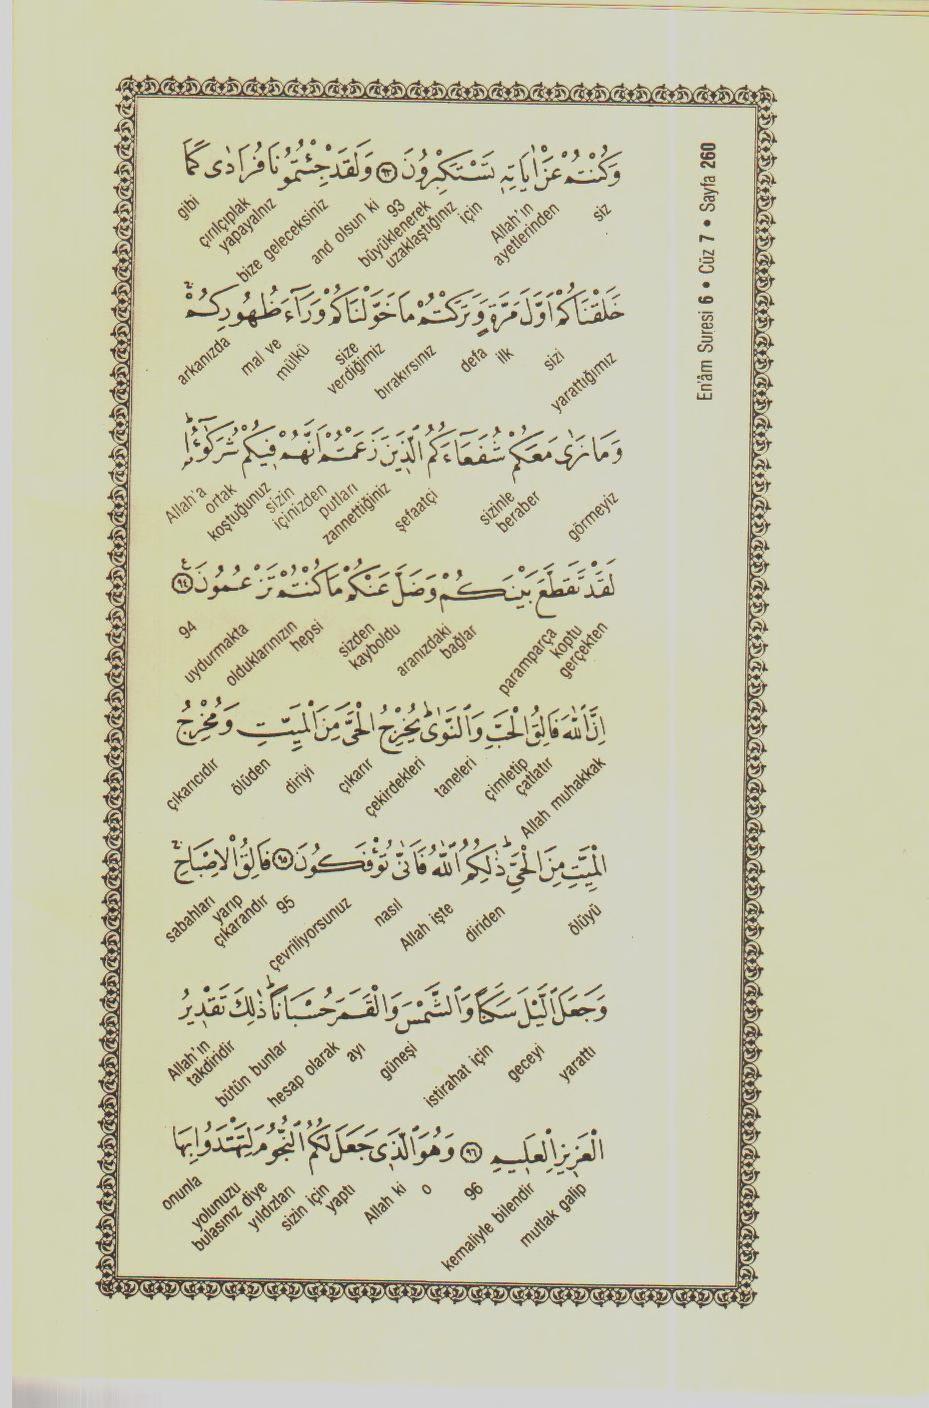 En'âm Suresi 6 • Cüz 7 • Sayfa 260
وَكُنْتُمْ عَنْ اٰيَاتِهٖ تَسْتَكْبِرُونَ ﴿٩٣﴾ وَلَقَدْ جِئْتُمُونَا فُرَادٰى كَمَا
siz Allah'ın ayetlerinden için büyüklenerek uzaklaştığınız 93 and olsun ki bize geleceksiniz çırılçıplak yapayalnız gibi
خَلَقْنَاكُمْ اَوَّلَ مَرَّةٍ وَتَرَكْتُمْ مَا خَوَّلْنَاكُمْ وَرَٓاءَ ظُهُورِكُمْۚ
yarattığımız sizi ilk defa bırakırsınız size verdiğimiz mal ve mülkü arkanızda
وَمَا نَرٰى مَعَكُمْ شُفَعَٓاءَكُمُ الَّذٖينَ زَعَمْتُمْ اَنَّهُمْ فٖيكُمْ شُرَكٰٓؤُ۬اؕ
görmeyiz sizinle beraber şefaatçi putları zannettiğiniz sizin içinizden ortak koştuğunuz Allah'a
لَقَدْ تَقَطَّعَ بَيْنَكُمْ وَضَلَّ عَنْكُمْ مَا كُنْتُمْ تَزْعُمُونَ ﴿٩٤﴾
gerçekten koptu paramparça aranızdaki bağlar sizden kayboldu hepsi olduklarınızın uydurmakta 94
اِنَّ اللّٰهَ فَالِقُ الْحَبِّ وَالنَّوٰىؕ يُخْرِجُ الْحَيَّ مِنَ الْمَيِّتِ وَمُخْرِجُ
Allah muhakkak çimletip çatlatır taneleri çekirdekleri çıkarır diriyi ölüden çıkarıcıdır
الْمَيِّتِ مِنَ الْحَيِّؕ ذٰلِكُمُ اللّٰهُ فَاَنّٰى تُؤْفَكُونَ ﴿٩٥﴾ فَالِقُ الْاِصْبَاحِۚ
ölüyü diriden Allah işte nasıl çevriliyorsunuz 95 yarıp çıkarandır sabahları
وَجَعَلَ الَّيْلَ سَكَنًا وَالشَّمْسَ وَالْقَمَرَ حُسْبَانًاؕ ذٰلِكَ تَقْدٖيرُ
yarattı geceyi istirahat için güneşi ayı hesap olarak bütün bunlar Allah'ın takdiridir
الْعَزٖيزِ الْعَلٖيمِ ﴿٩٦﴾ وَهُوَ الَّذٖى جَعَلَ لَكُمُ النُّجُومَ لِتَهْتَدُوا بِهَا
mutlak galip kemaliyle bilendir 96 o Allah ki yaptı sizin için yıldızları yolunuzu bulasınız diye onunla